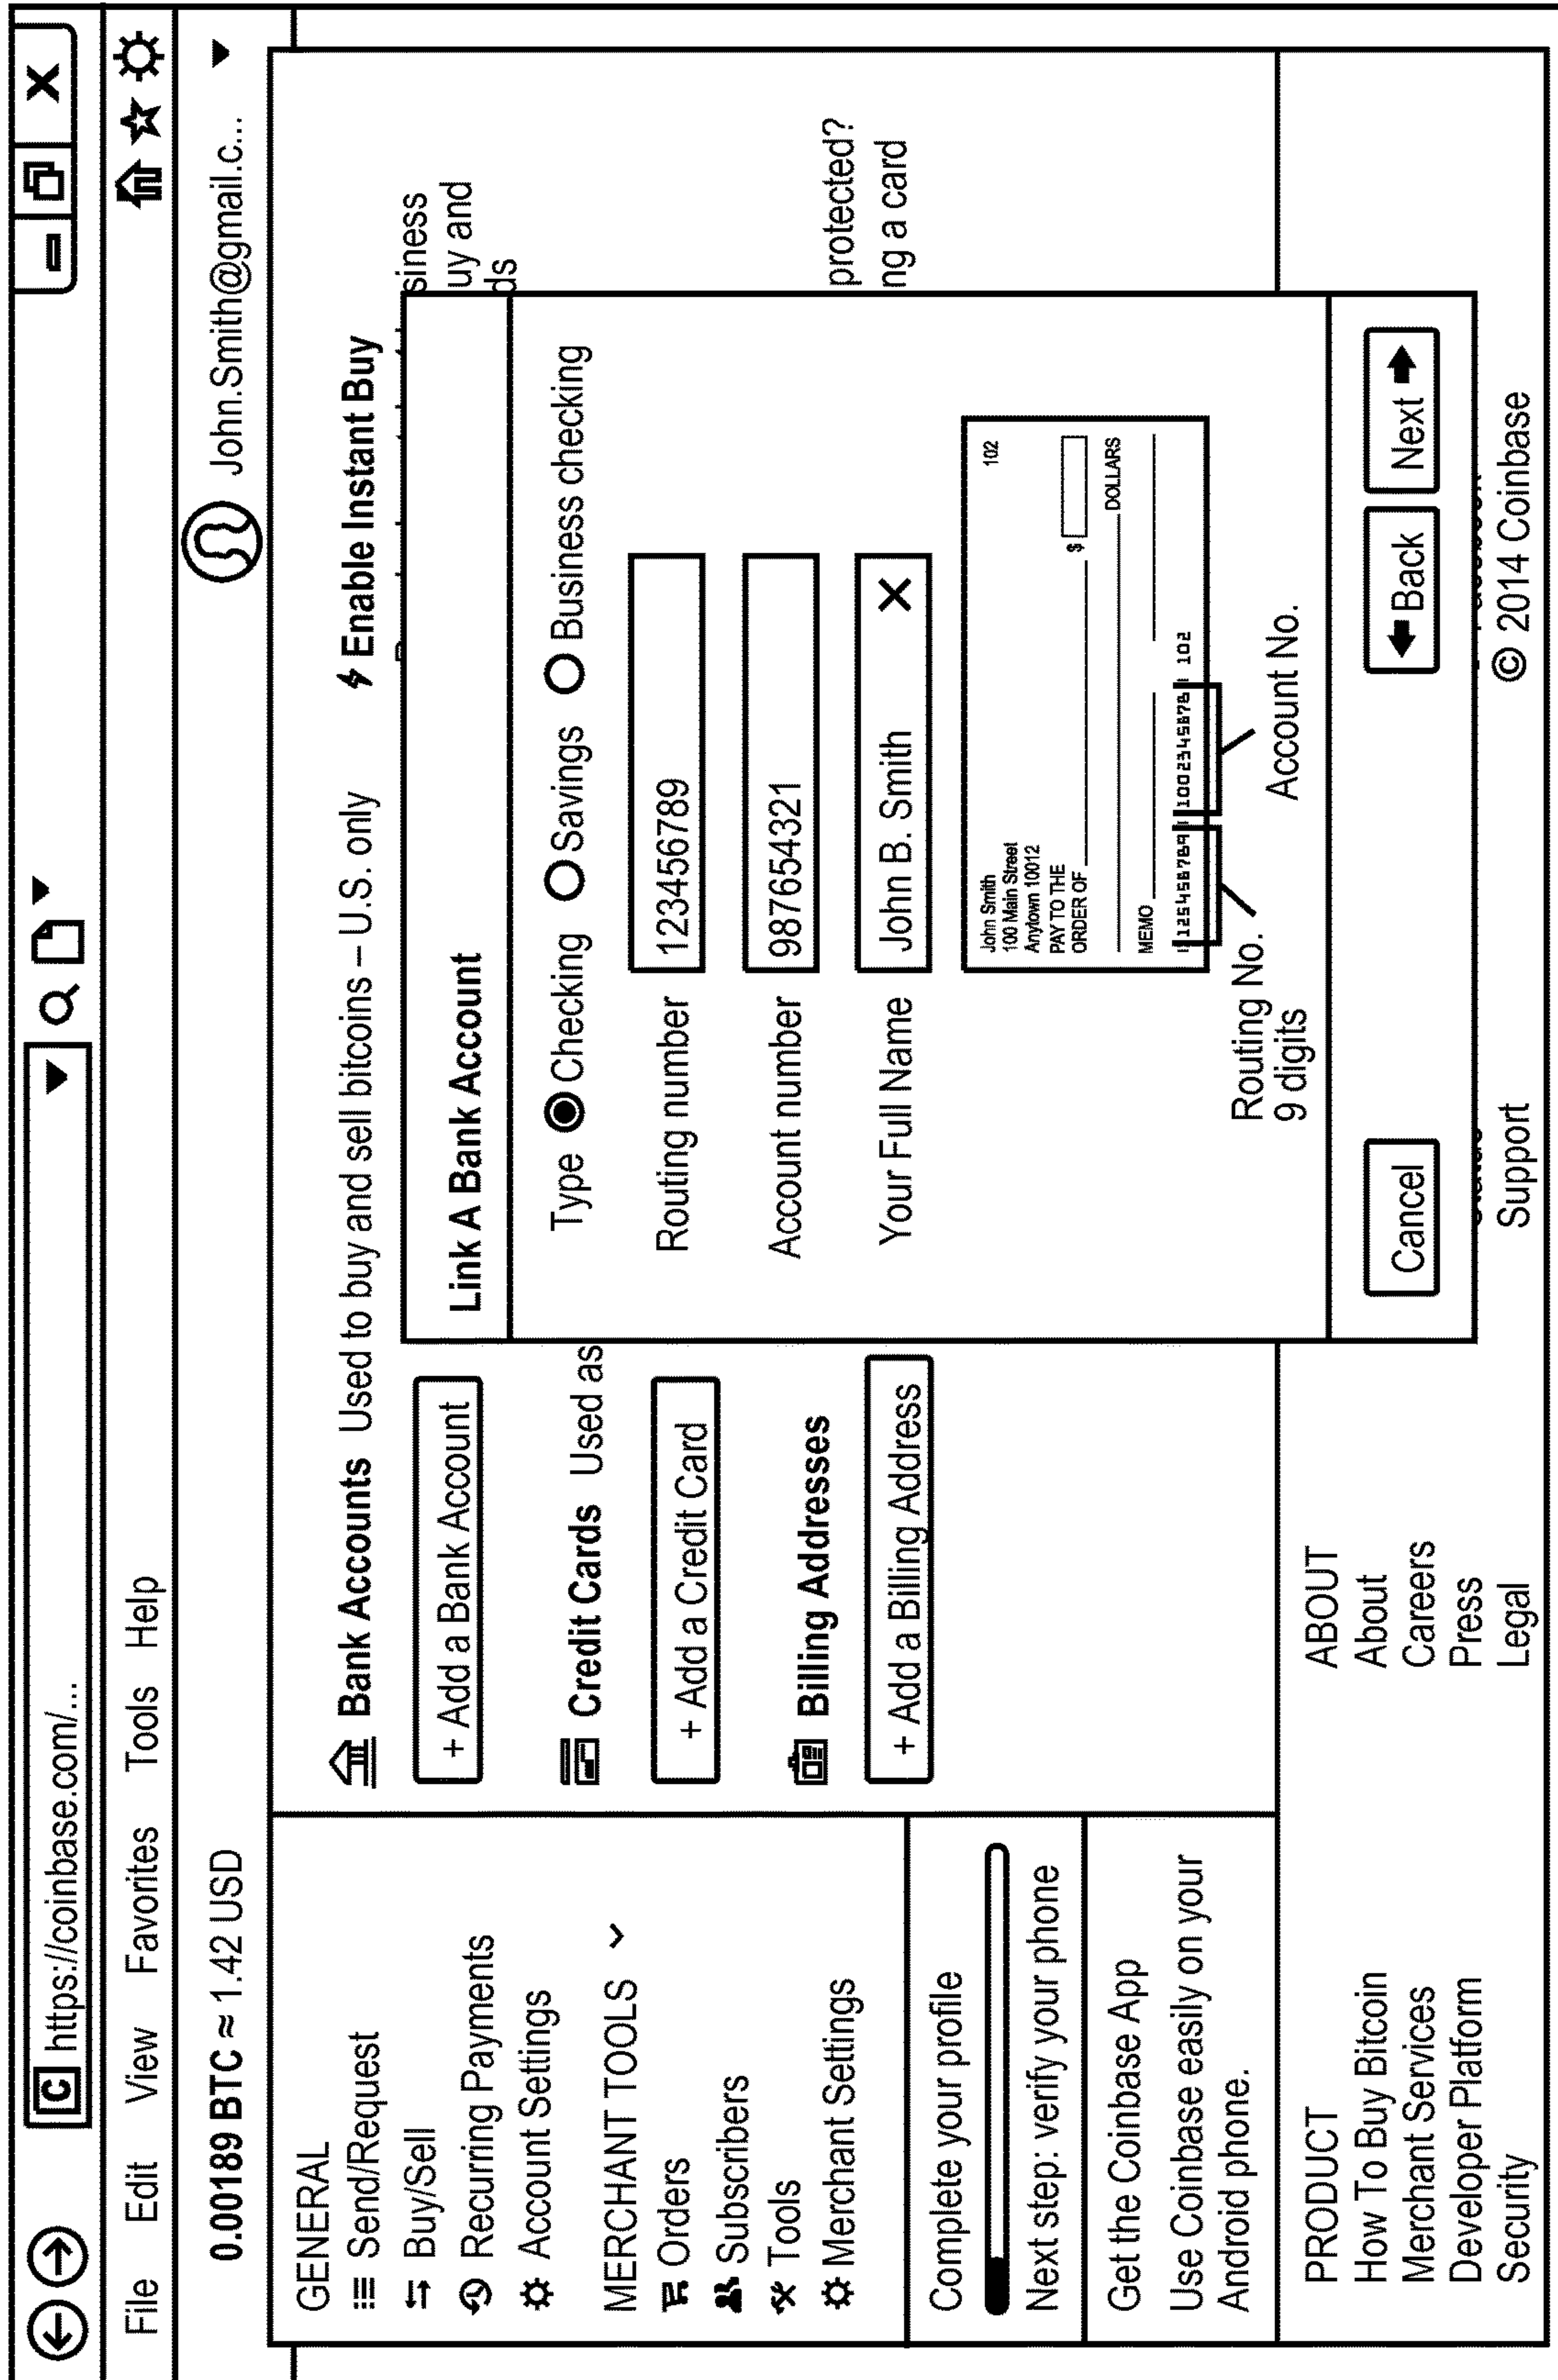 C https://coinbase.com/...
X
File Edit View Favorites Tools Help
0.00189 BTC ≈ 1.42 USD
John.Smith@gmail.c...
GENERAL
Send/Request
Buy/Sell
Recurring Payments
Account Settings
MERCHANT TOOLS
Orders
Subscribers
Tools
Merchant Settings
Complete your profile
Next step: verify your phone
Get the Coinbase App
Use Coinbase easily on your
Android phone.
Bank Accounts Used to buy and sell bitcoins – U.S. only
Enable Instant Buy
+ Add a Bank Account
Credit Cards Used as
+ Add a Credit Card
Billing Addresses
+ Add a Billing Address
siness
uy and
ds
protected?
ng a card
Link A Bank Account
Type Checking Savings Business checking
Routing number 123456789
Account number 987654321
Your Full Name John B. Smith X
John Smith 102
100 Main Street
Anytown 10012
PAY TO THE
ORDER OF $
DOLLARS
MEMO
102
Routing No.
9 digits
Account No.
Cancel Back Next
PRODUCT
How To Buy Bitcoin
Merchant Services
Developer Platform
Security
ABOUT
About
Careers
Press
Legal
Support
© 2014 Coinbase